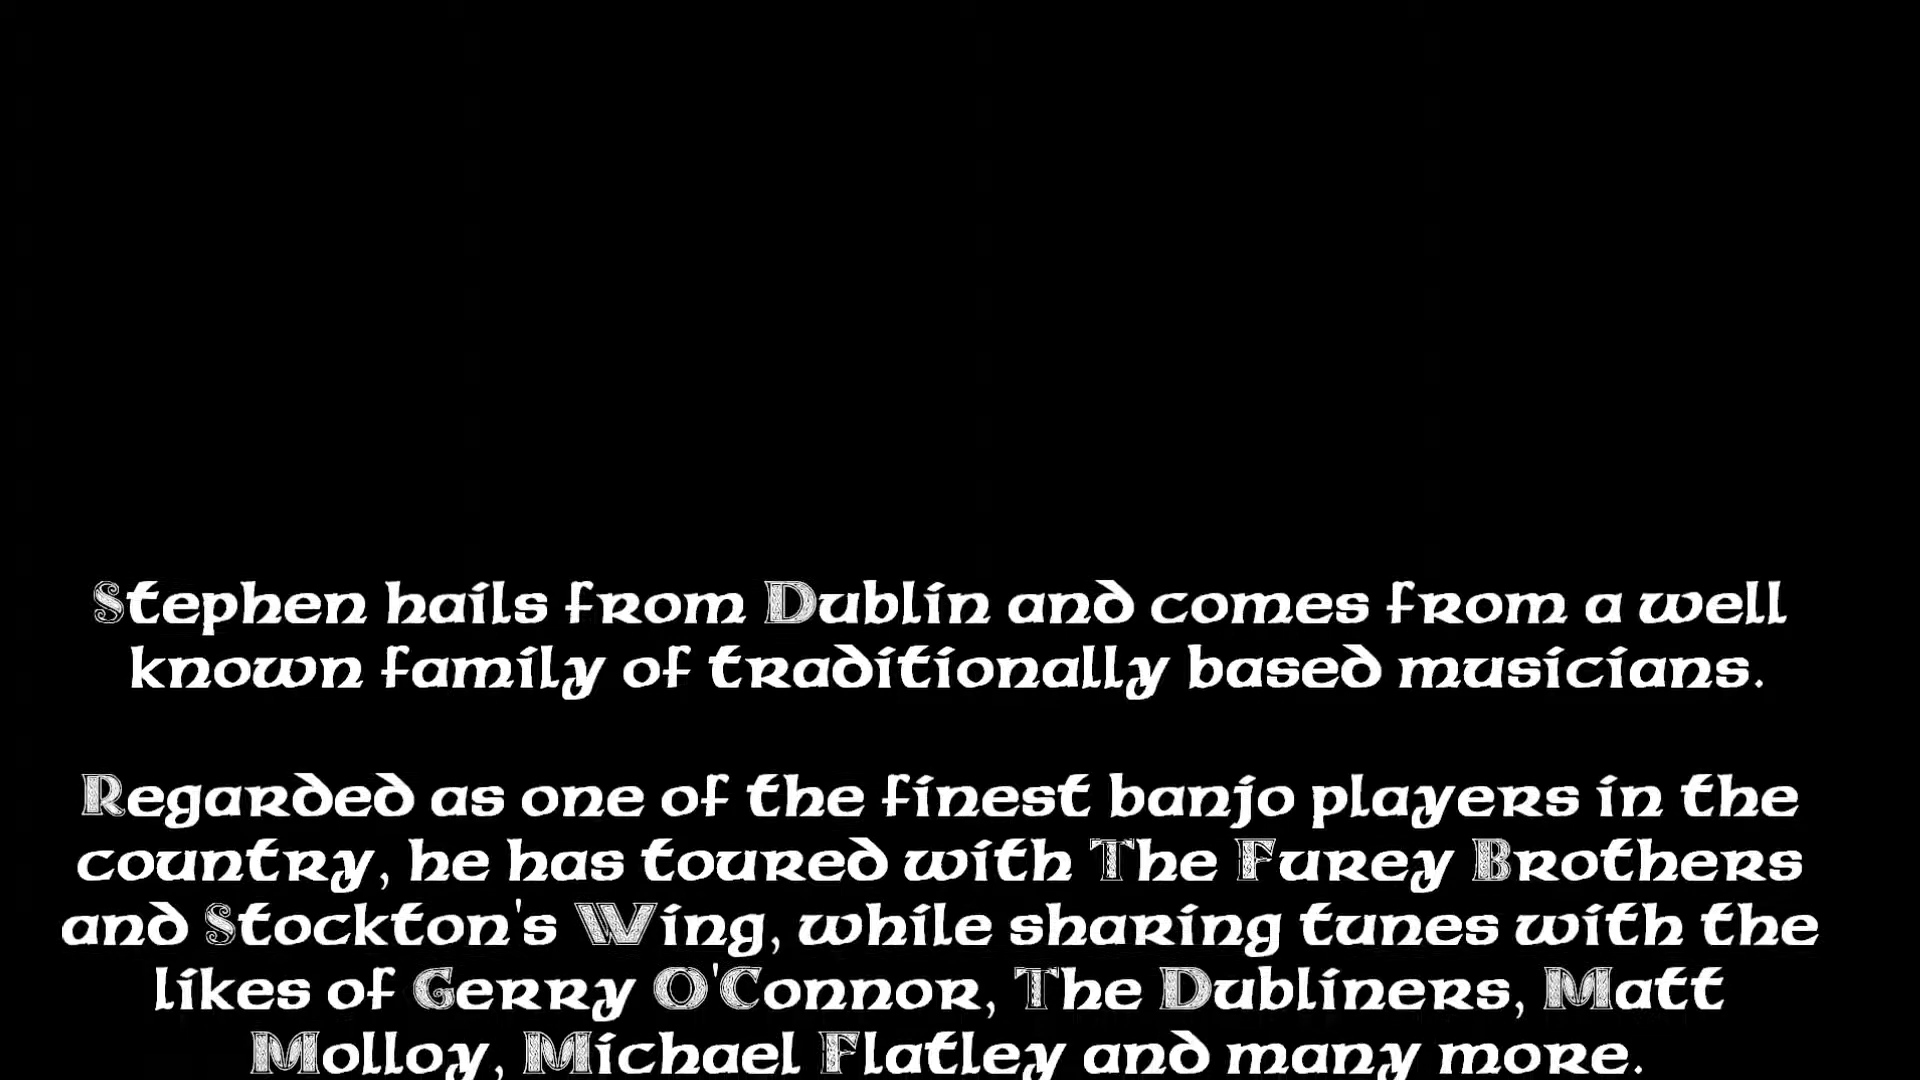 Stephen hails from Dublin and comes from a well
known family of traditionally based musicians.
Regarded as one of the finest banjo players in the
country, he has toured with The Furey Brothers
and Stockton's Wing, while sharing tunes with the
likes of Gerry O'Connor, The Dubliners, Matt
Molloy, Michael Flatley and many more.